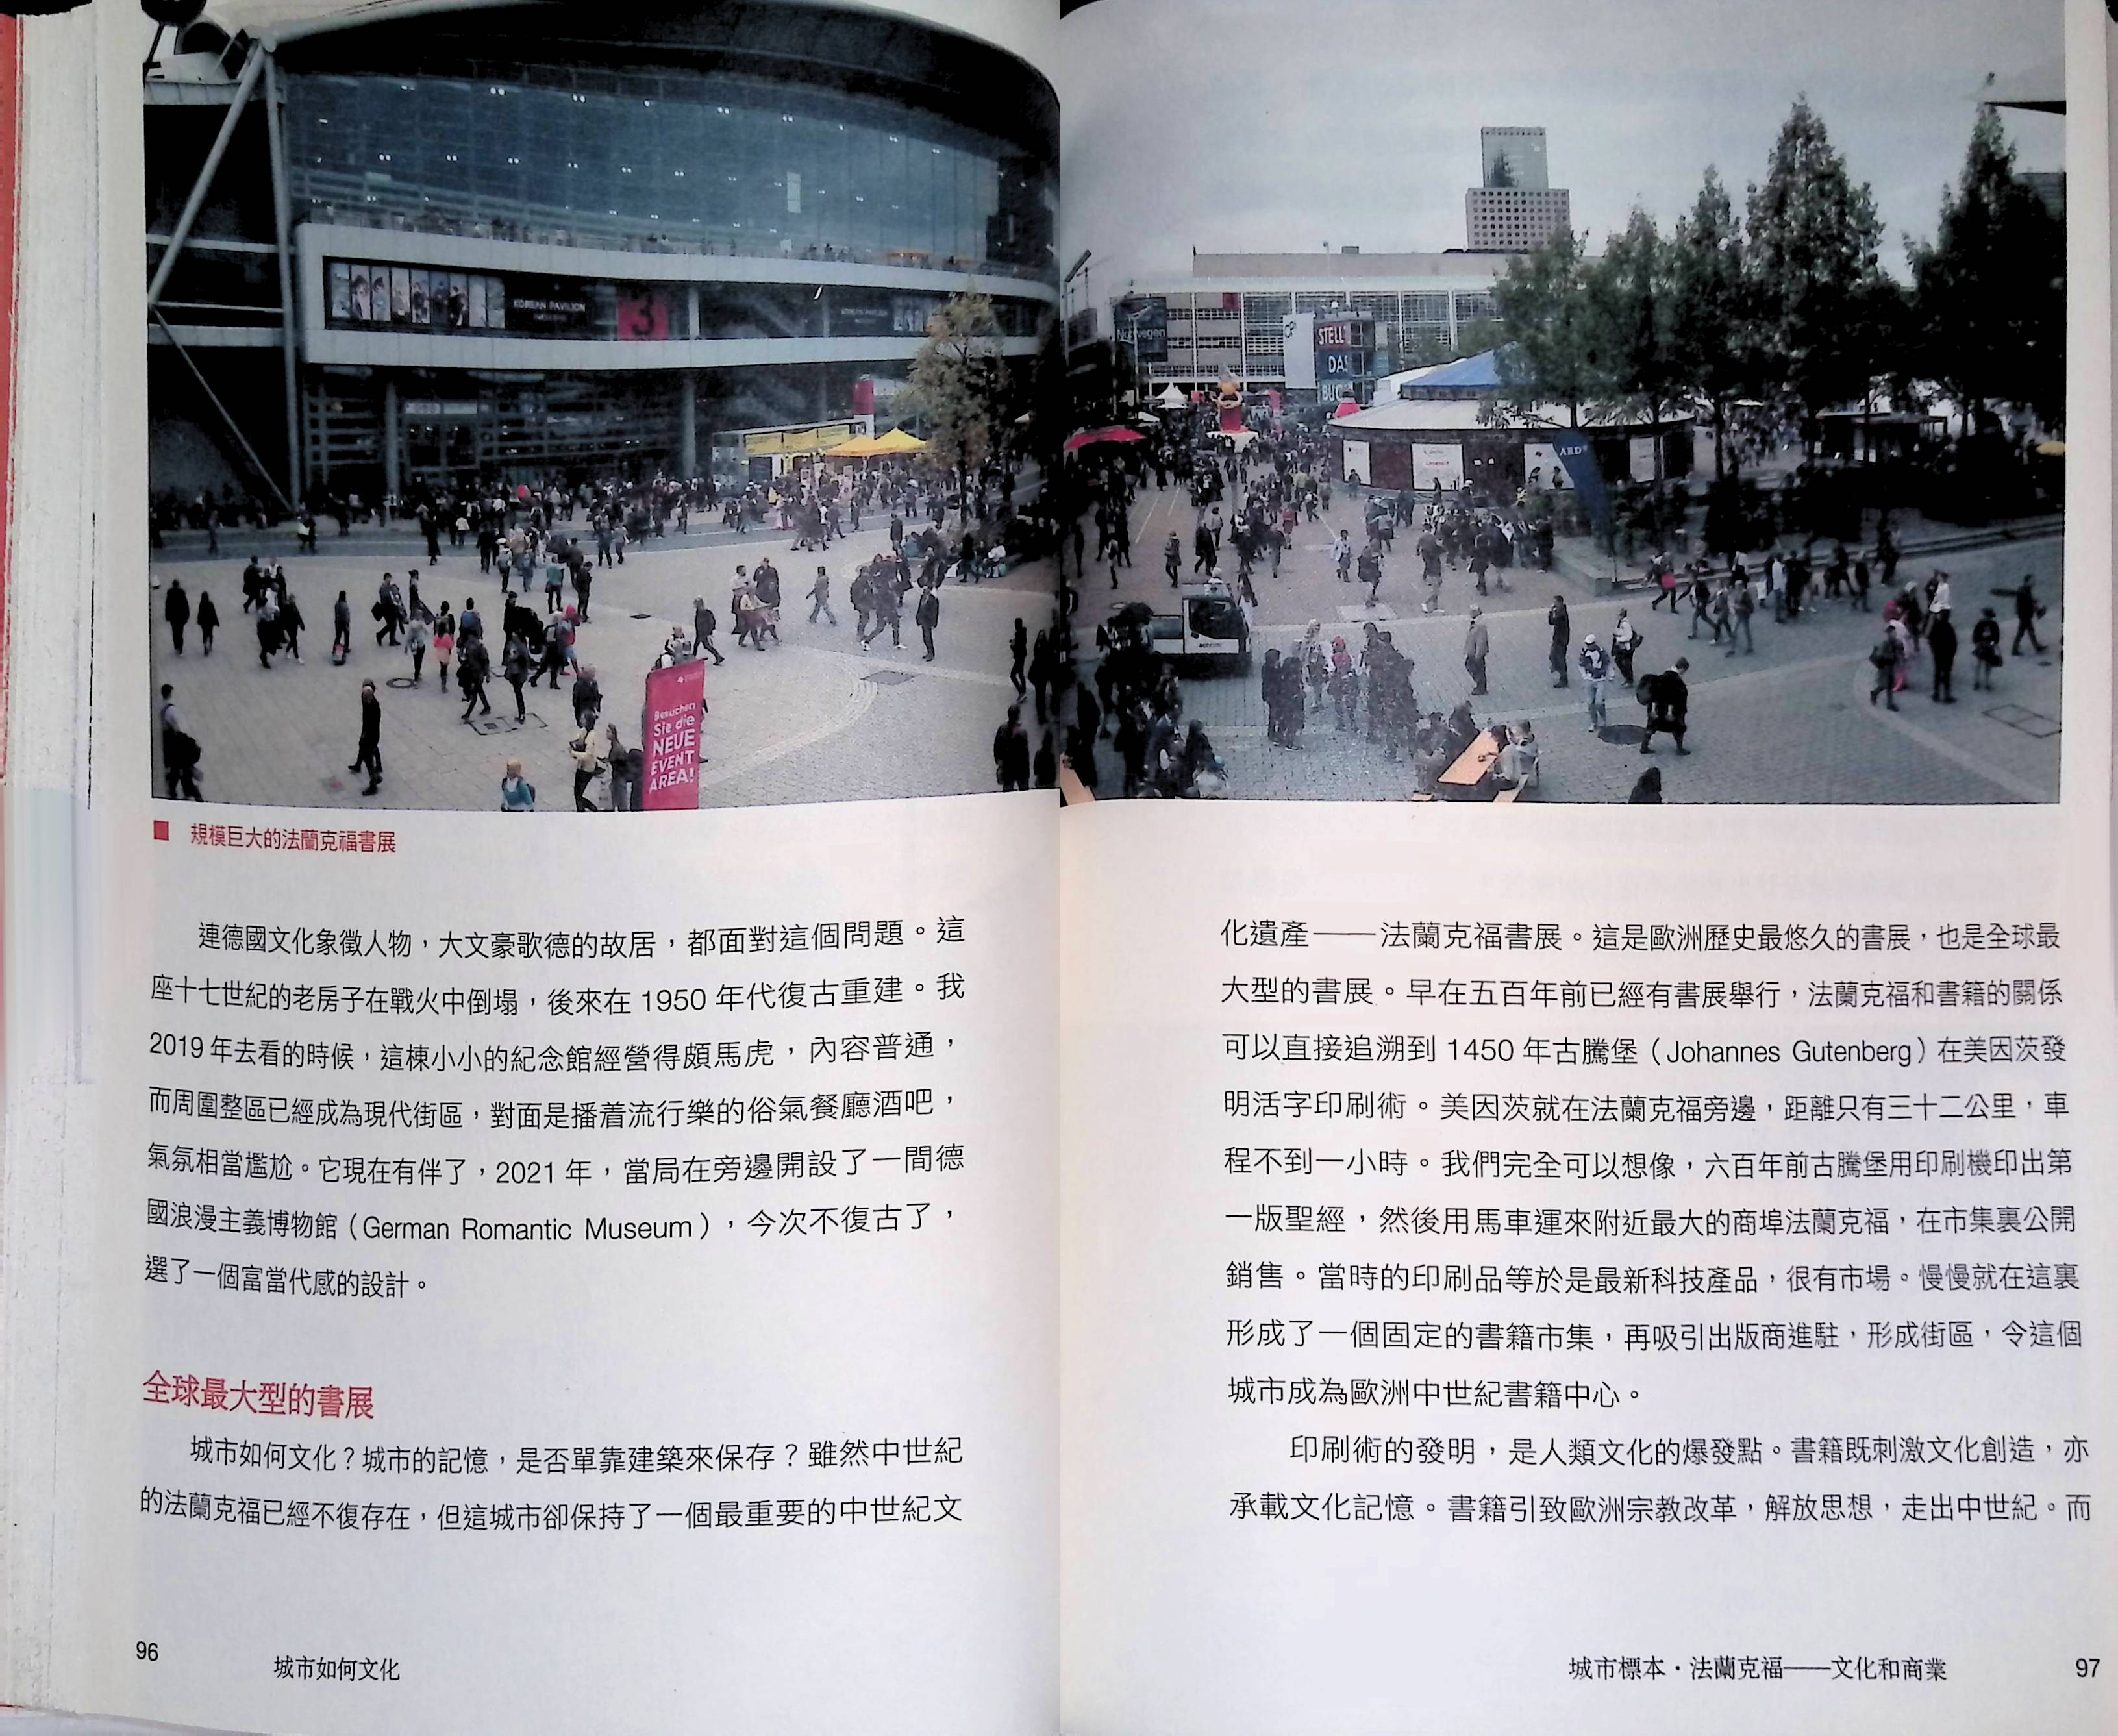 KOREAN PAVILION
3
Besuchen
Sie die
NEUE
EVENT
AREA!
Norwegen
STELL
DAS
BUC
ARD
規模巨大的法蘭克福書展
連德國文化象徵人物，大文豪歌德的故居，都面對這個問題。這
座十七世紀的老房子在戰火中倒塌，後來在 1950 年代復古重建。我
2019 年去看的時候，這棟小小的紀念館經營得頗馬虎，內容普通，
而周圍整區已經成為現代街區，對面是播着流行樂的俗氣餐廳酒吧，
氣氛相當尷尬。它現在有伴了，2021 年，當局在旁邊開設了一間德
國浪漫主義博物館（German Romantic Museum），今次不復古了，
選了一個富當代感的設計。
全球最大型的書展
城市如何文化？城市的記憶，是否單靠建築來保存？雖然中世紀
的法蘭克福已經不復存在，但這城市卻保持了一個最重要的中世紀文
96
城市如何文化
化遺產——法蘭克福書展。這是歐洲歷史最悠久的書展，也是全球最
大型的書展。早在五百年前已經有書展舉行，法蘭克福和書籍的關係
可以直接追溯到 1450 年古騰堡（Johannes Gutenberg）在美因茨發
明活字印刷術。美因茨就在法蘭克福旁邊，距離只有三十二公里，車
程不到一小時。我們完全可以想像，六百年前古騰堡用印刷機印出第
一版聖經，然後用馬車運來附近最大的商埠法蘭克福，在市集裏公開
銷售。當時的印刷品等於是最新科技產品，很有市場。慢慢就在這裏
形成了一個固定的書籍市集，再吸引出版商進駐，形成街區，令這個
城市成為歐洲中世紀書籍中心。
印刷術的發明，是人類文化的爆發點。書籍既刺激文化創造，亦
承載文化記憶。書籍引致歐洲宗教改革，解放思想，走出中世紀。而
城市標本・法蘭克福——文化和商業
97